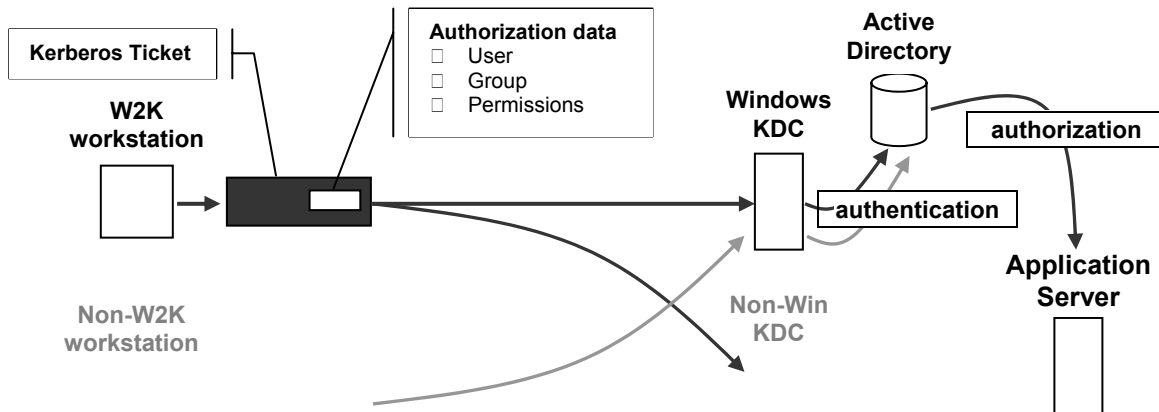 Kerberos Ticket
Authorization data
User
Group
Permissions
Active
Directory
W2K
workstation
Windows
KDC
authorization
authentication
Application
Server
Non-W2K
workstation
Non-Win
KDC